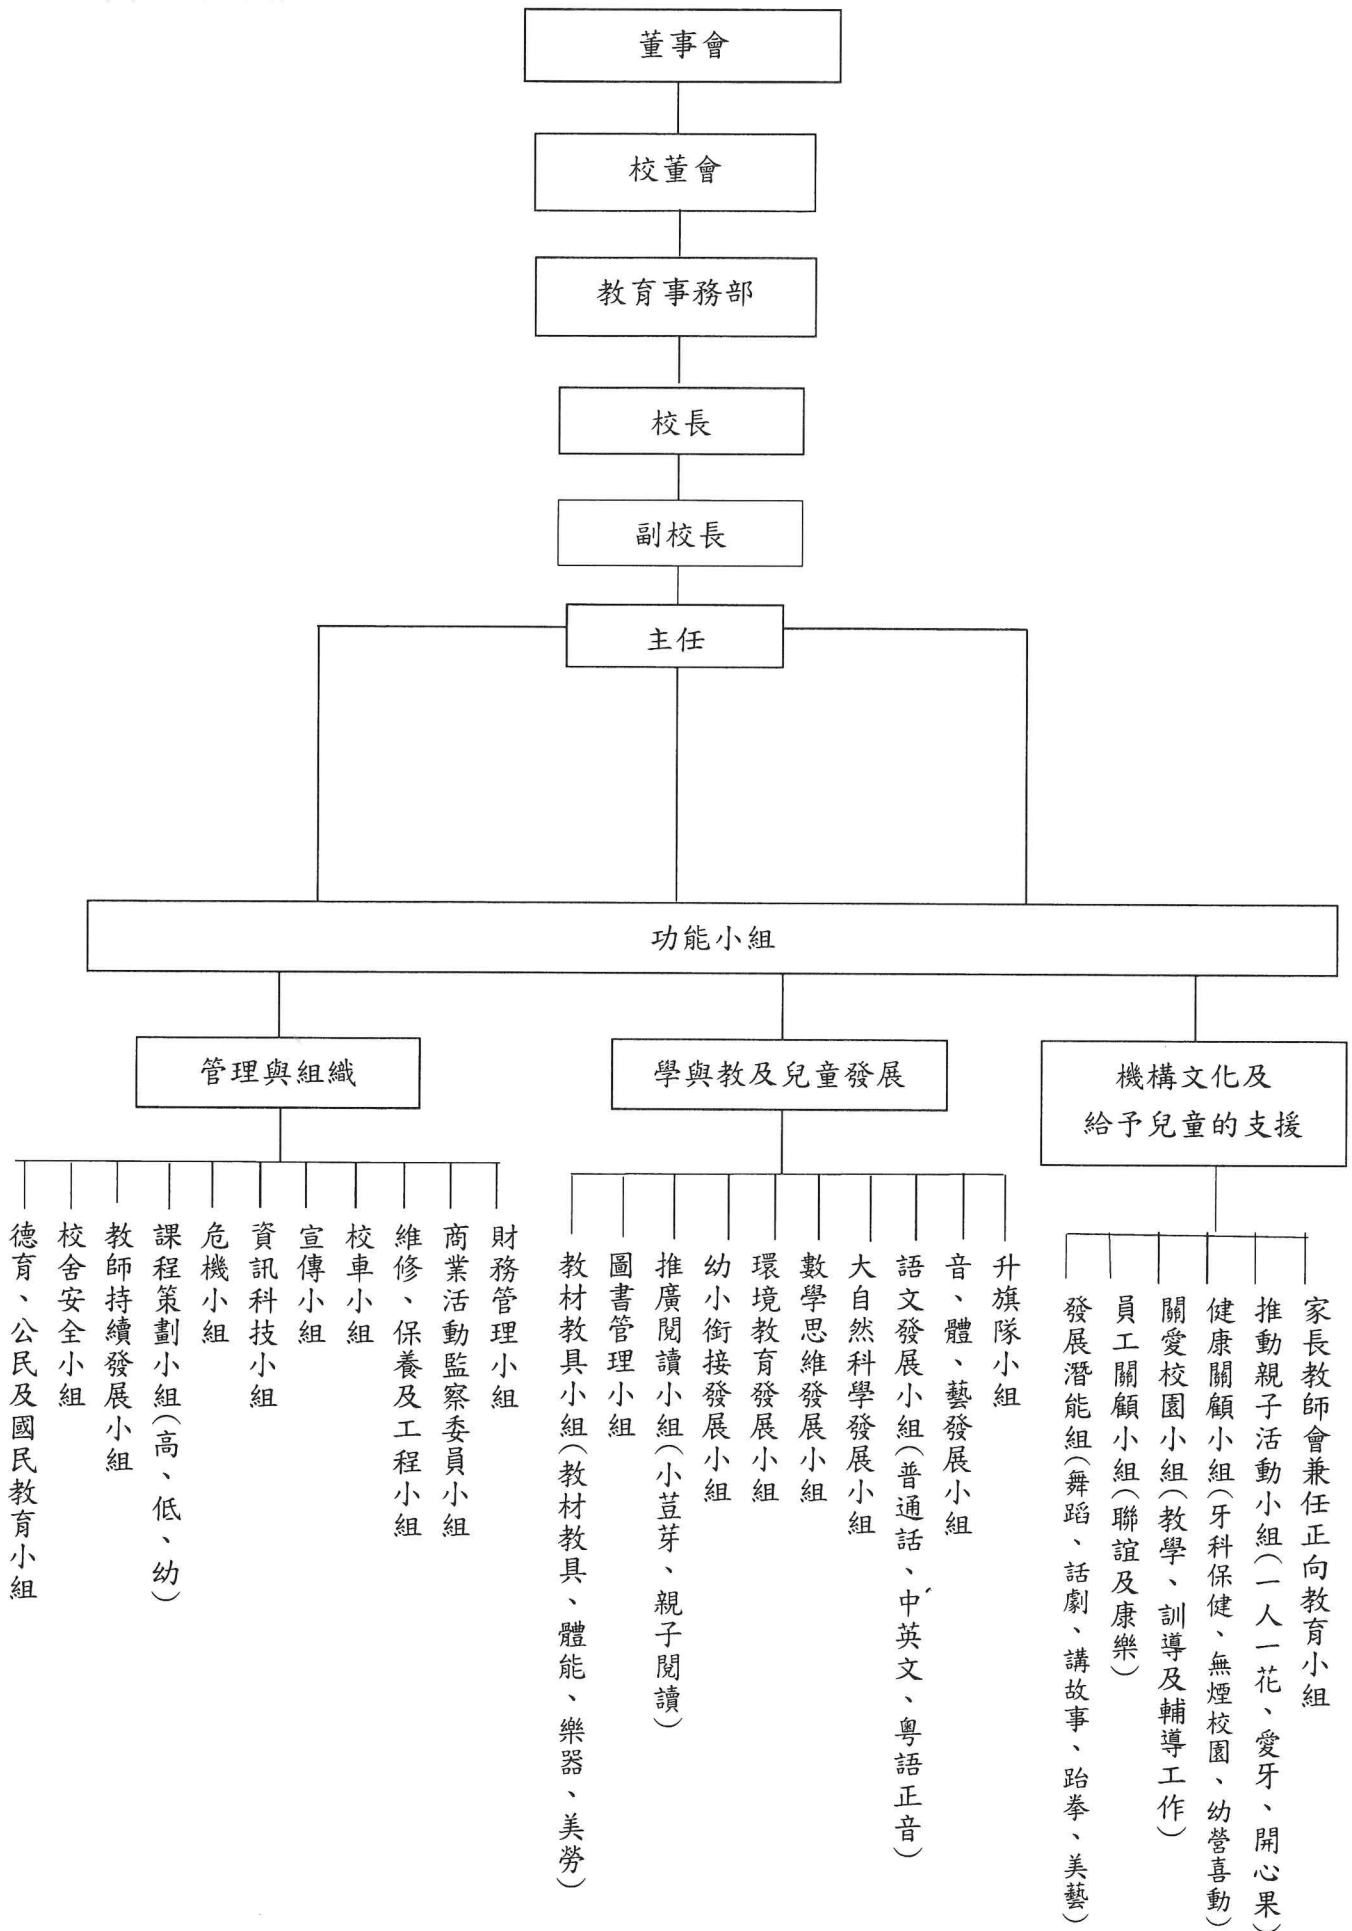 董事會
校董會
教育事務部
校長
副校長
主任
功能小組
管理與組織
學與教及兒童發展
機構文化及
給予兒童的支援
德育、公民及國民教育小組
校舍安全小組
教師持續發展小組
課程策劃小組(高、低、幼)
危機小組
資訊科技小組
宣傳小組
校車小組
維修、保養及工程小組
商業活動監察委員小組
財務管理小組
教材教具小組(教材教具、體能、樂器、美勞)
圖書管理小組
推廣閱讀小組(小荳芽、親子閱讀)
幼小銜接發展小組
環境教育發展小組
數學思維發展小組
大自然科學發展小組
語文發展小組(普通話、中英文、粵語正音)
音、體、藝發展小組
升旗隊小組
發展潛能組(舞蹈、話劇、講故事、跆拳、美藝)
員工關顧小組(聯誼及康樂)
關愛校園小組(教學、訓導及輔導工作)
健康關顧小組(牙科保健、無煙校園、幼營喜動)
推動親子活動小組(一人一花、愛牙、開心果)
家長教師會兼任正向教育小組